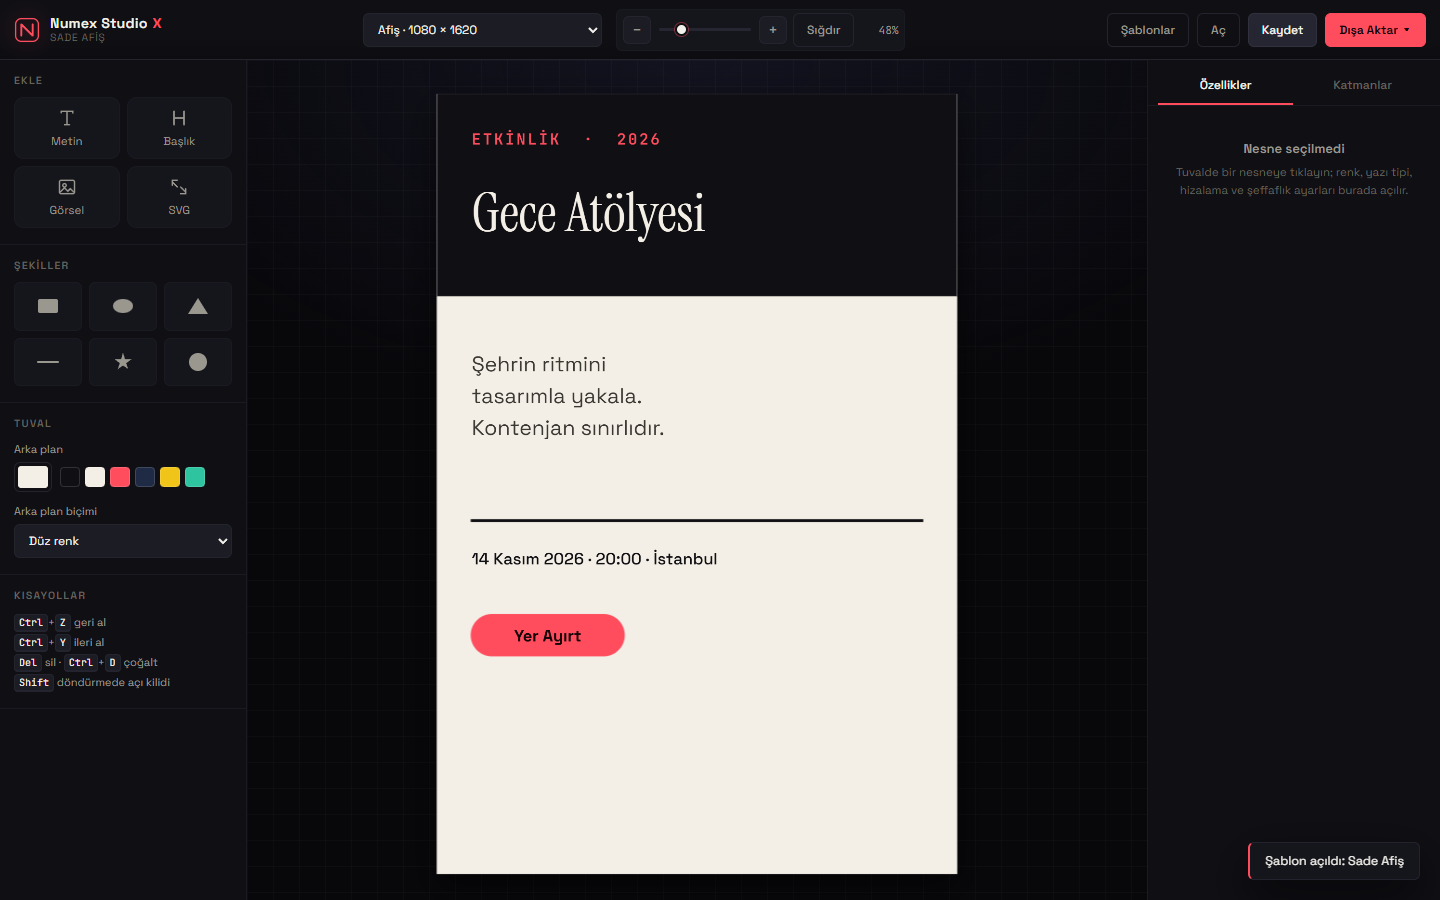 Numex Studio X
SADE AFİŞ
Afiş · 1080 × 1620
Sığdır
48%
Şablonlar
Aç
Kaydet
Dışa Aktar
EKLE
Metin
Başlık
Görsel
SVG
ŞEKİLLER
TUVAL
Arka plan
Arka plan biçimi
Düz renk
KISAYOLLAR
Ctrl + Z geri al
Ctrl + Y ileri al
Del sil · Ctrl + D çoğalt
Shift döndürmede açı kilidi
ETKİNLİK · 2026
Gece Atölyesi
Şehrin ritmini
tasarımla yakala.
Kontenjan sınırlıdır.
14 Kasım 2026 · 20:00 · İstanbul
Yer Ayırt
Özellikler
Katmanlar
Nesne seçilmedi
Tuvalde bir nesneye tıklayın; renk, yazı tipi,
hizalama ve şeffaflık ayarları burada açılır.
Şablon açıldı: Sade Afiş